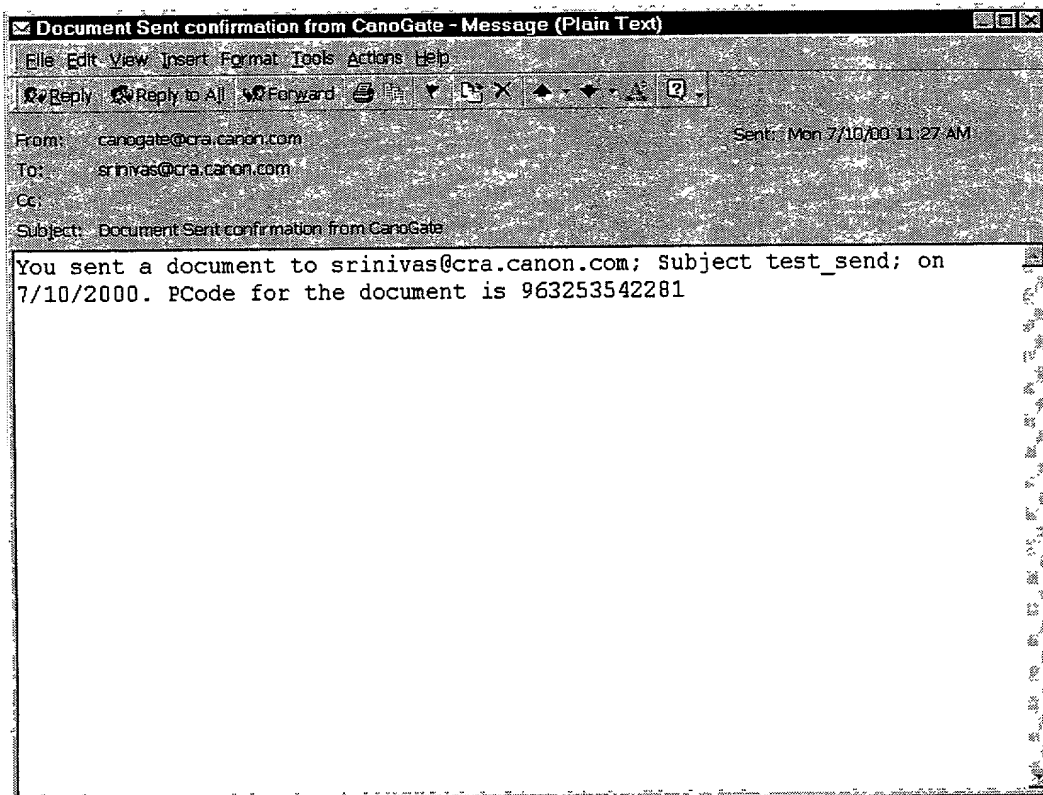 Document Sent confirmation from CanoGate - Message (Plain Text)
File Edit View Insert Format Tools Actions Help
Reply Reply to All Forward
From: canogate@cra.canon.com Sent: Mon 7/10/00 11:27 AM
To: srinivas@cra.canon.com
Cc:
Subject: Document Sent confirmation from CanoGate
You sent a document to srinivas@cra.canon.com; Subject test_send; on
7/10/2000. PCode for the document is 963253542281